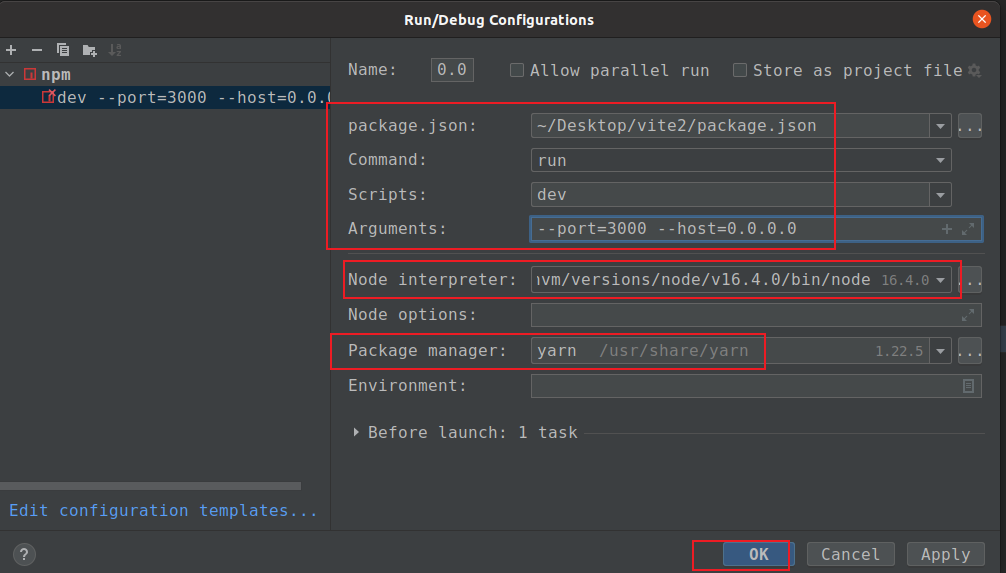 Run/Debug Configurations
npm
dev --port=3000 --host=0.0.0
Name: 0.0 Allow parallel run Store as project file
package.json: ~/Desktop/vite2/package.json ...
Command: run
Scripts: dev
Arguments: --port=3000 --host=0.0.0.0
Node interpreter: nvm/versions/node/v16.4.0/bin/node 16.4.0 ...
Node options:
Package manager: yarn /usr/share/yarn 1.22.5 ...
Environment:
Before launch: 1 task
Edit configuration templates...
? OK Cancel Apply